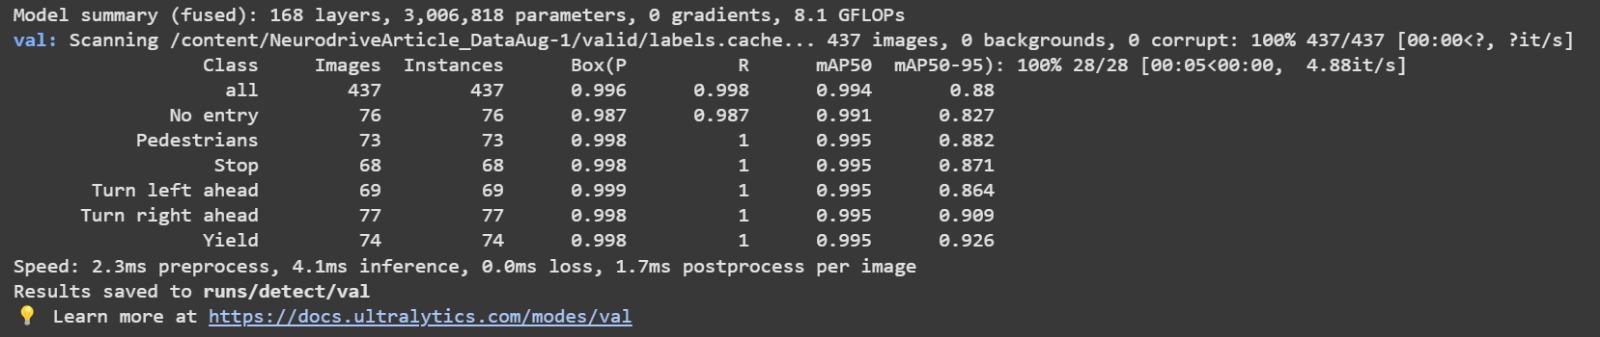 Model summary (fused): 168 layers, 3,006,818 parameters, 0 gradients, 8.1 GFLOPs
val: Scanning /content/NeurodriveArticle_DataAug-1/valid/labels.cache... 437 images, 0 backgrounds, 0 corrupt: 100% 437/437 [00:00<?, ?it/s]
Class Images Instances Box(P R mAP50 mAP50-95): 100% 28/28 [00:05<00:00, 4.88it/s]
all 437 437 0.996 0.998 0.994 0.88
No entry 76 76 0.987 0.987 0.991 0.827
Pedestrians 73 73 0.998 1 0.995 0.882
Stop 68 68 0.998 1 0.995 0.871
Turn left ahead 69 69 0.999 1 0.995 0.864
Turn right ahead 77 77 0.998 1 0.995 0.909
Yield 74 74 0.998 1 0.995 0.926
Speed: 2.3ms preprocess, 4.1ms inference, 0.0ms loss, 1.7ms postprocess per image
Results saved to runs/detect/val
💡 Learn more at https://docs.ultralytics.com/modes/val